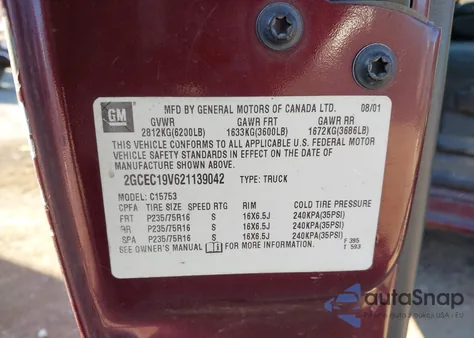 GM
MFD BY GENERAL MOTORS OF CANADA LTD. 08/01
GVWR GAWR FRT GAWR RR
2812KG(6230LB) 1633KG(3600LB) 1672KG(3686LB)
THIS VEHICLE CONFORMS TO ALL APPLICABLE U.S. FEDERAL MOTOR
VEHICLE SAFETY STANDARDS IN EFFECT ON THE DATE OF
MANUFACTURE SHOWN ABOVE.
2GCEC19V621139042 TYPE: TRUCK
MODEL: C15753
CPFA TIRE SIZE SPEED RTG RIM COLD TIRE PRESSURE
FRT P235/75R16 S 16X6.5J 240KPA(35PSI)
RR P235/75R16 S 16X6.5J 240KPA(35PSI)
SPA P235/75R16 S 16X6.5J 240KPA(35PSI)
SEE OWNER'S MANUAL FOR MORE INFORMATION. F 395
T 593
autoSnap